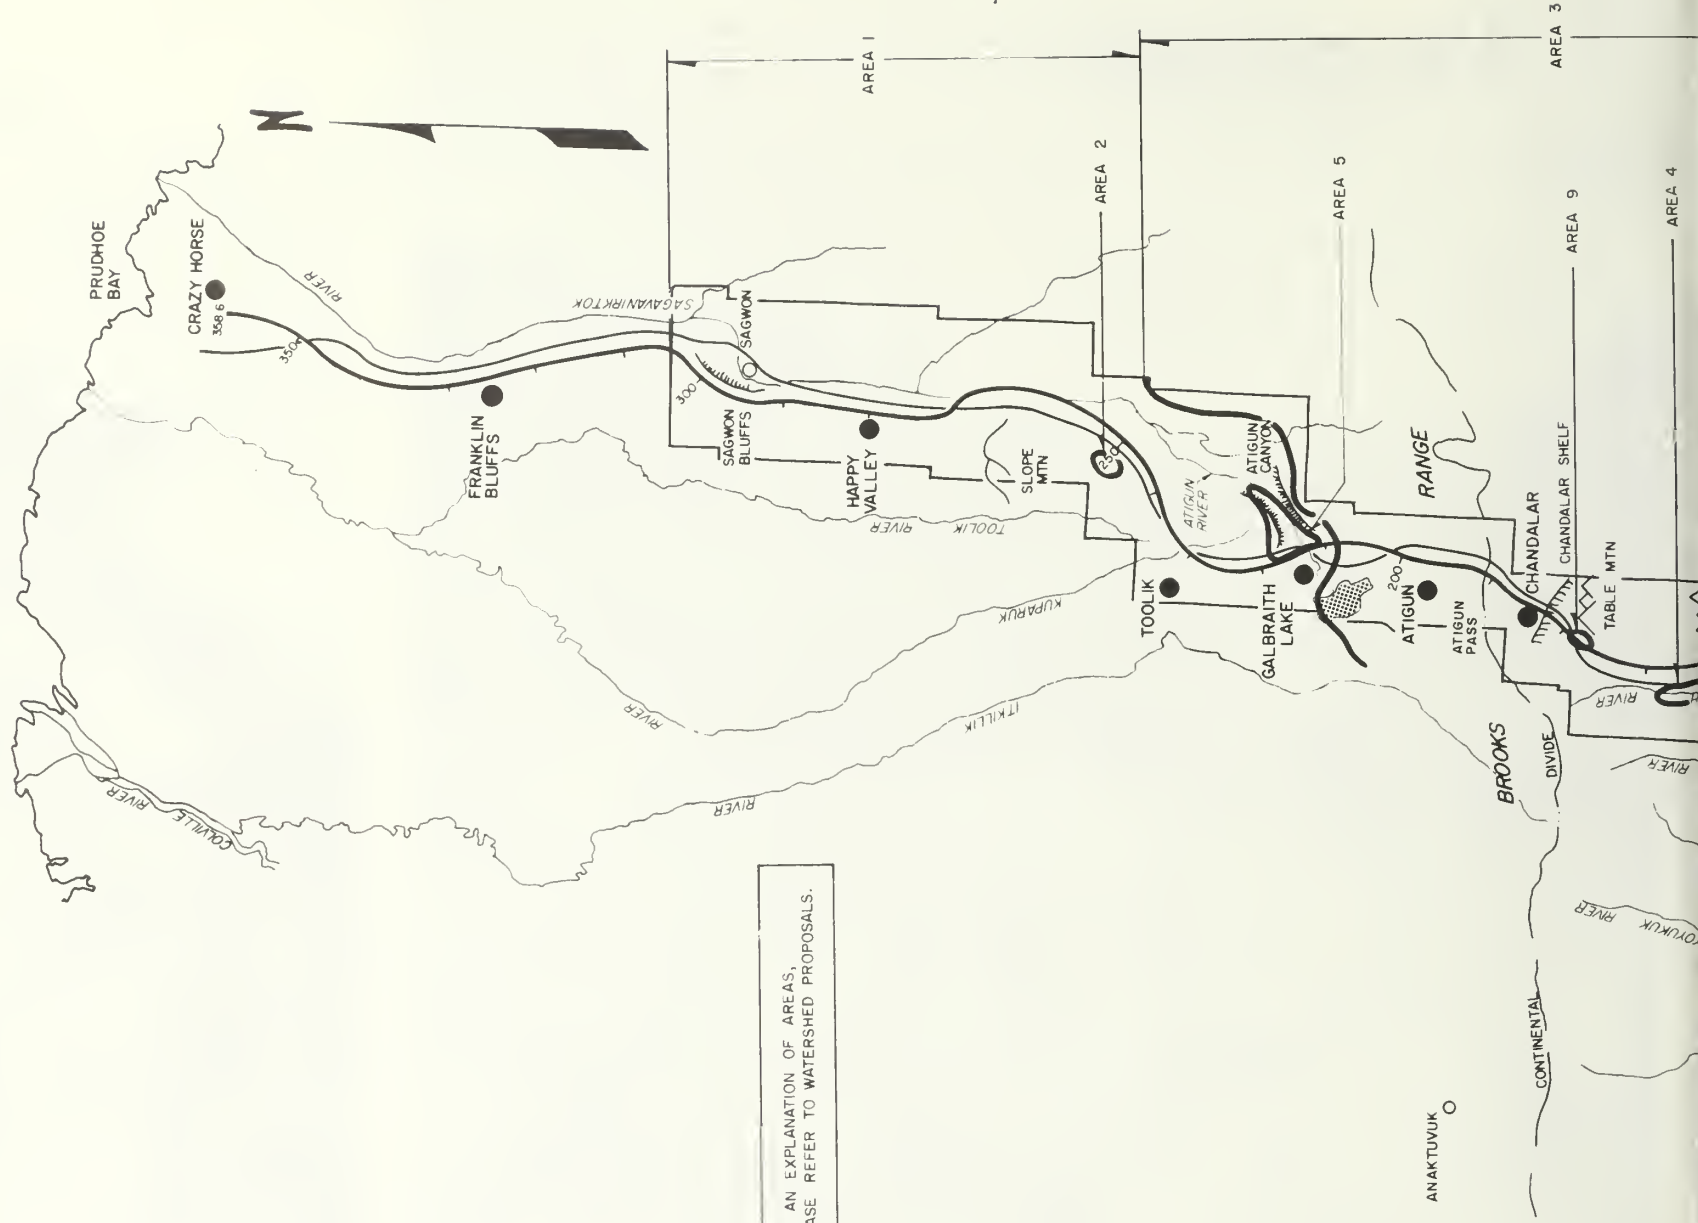 N
AREA 1
AREA 3
AREA 2
AREA 5
AREA 9
AREA 4
PRUDHOE
BAY
CRAZY HORSE
358.6
350
RIVER
SAGAVANIRKTOK
SAGWON
300
FRANKLIN
BLUFFS
SAGWON
BLUFFS
HAPPY
VALLEY
SLOPE
MTN
250
ATIGUN
RIVER
ATIGUN
CANYON
TOOLIK
RIVER
RANGE
TOOLIK
GALBRAITH
LAKE
200
ATIGUN
ATIGUN
PASS
CHANDALAR
CHANDALAR SHELF
TABLE MTN
KUPARUK
RIVER
ITKILLIK
RIVER
RIVER
RIVER
BROOKS
DIVIDE
CONTINENTAL
COLVILLE
RIVER
OYUKUK
RIVER
ANAKTUVUK
AN EXPLANATION OF AREAS,
ASE REFER TO WATERSHED PROPOSALS.